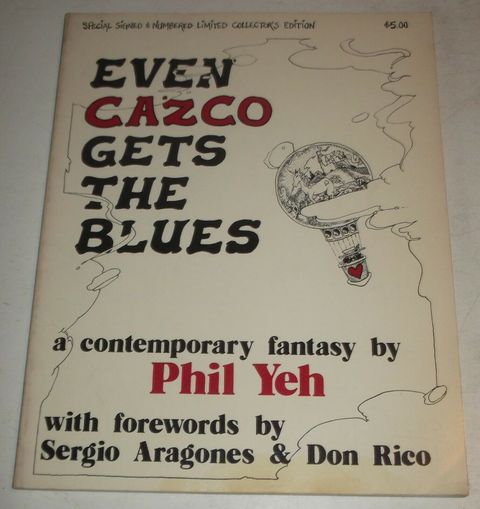 SPECIAL SIGNED & NUMBERED LIMITED COLLECTOR'S EDITION $5.00
EVEN
CAZCO
GETS
THE
BLUES
a contemporary fantasy by
Phil Yeh
with forewords by
Sergio Aragones & Don Rico